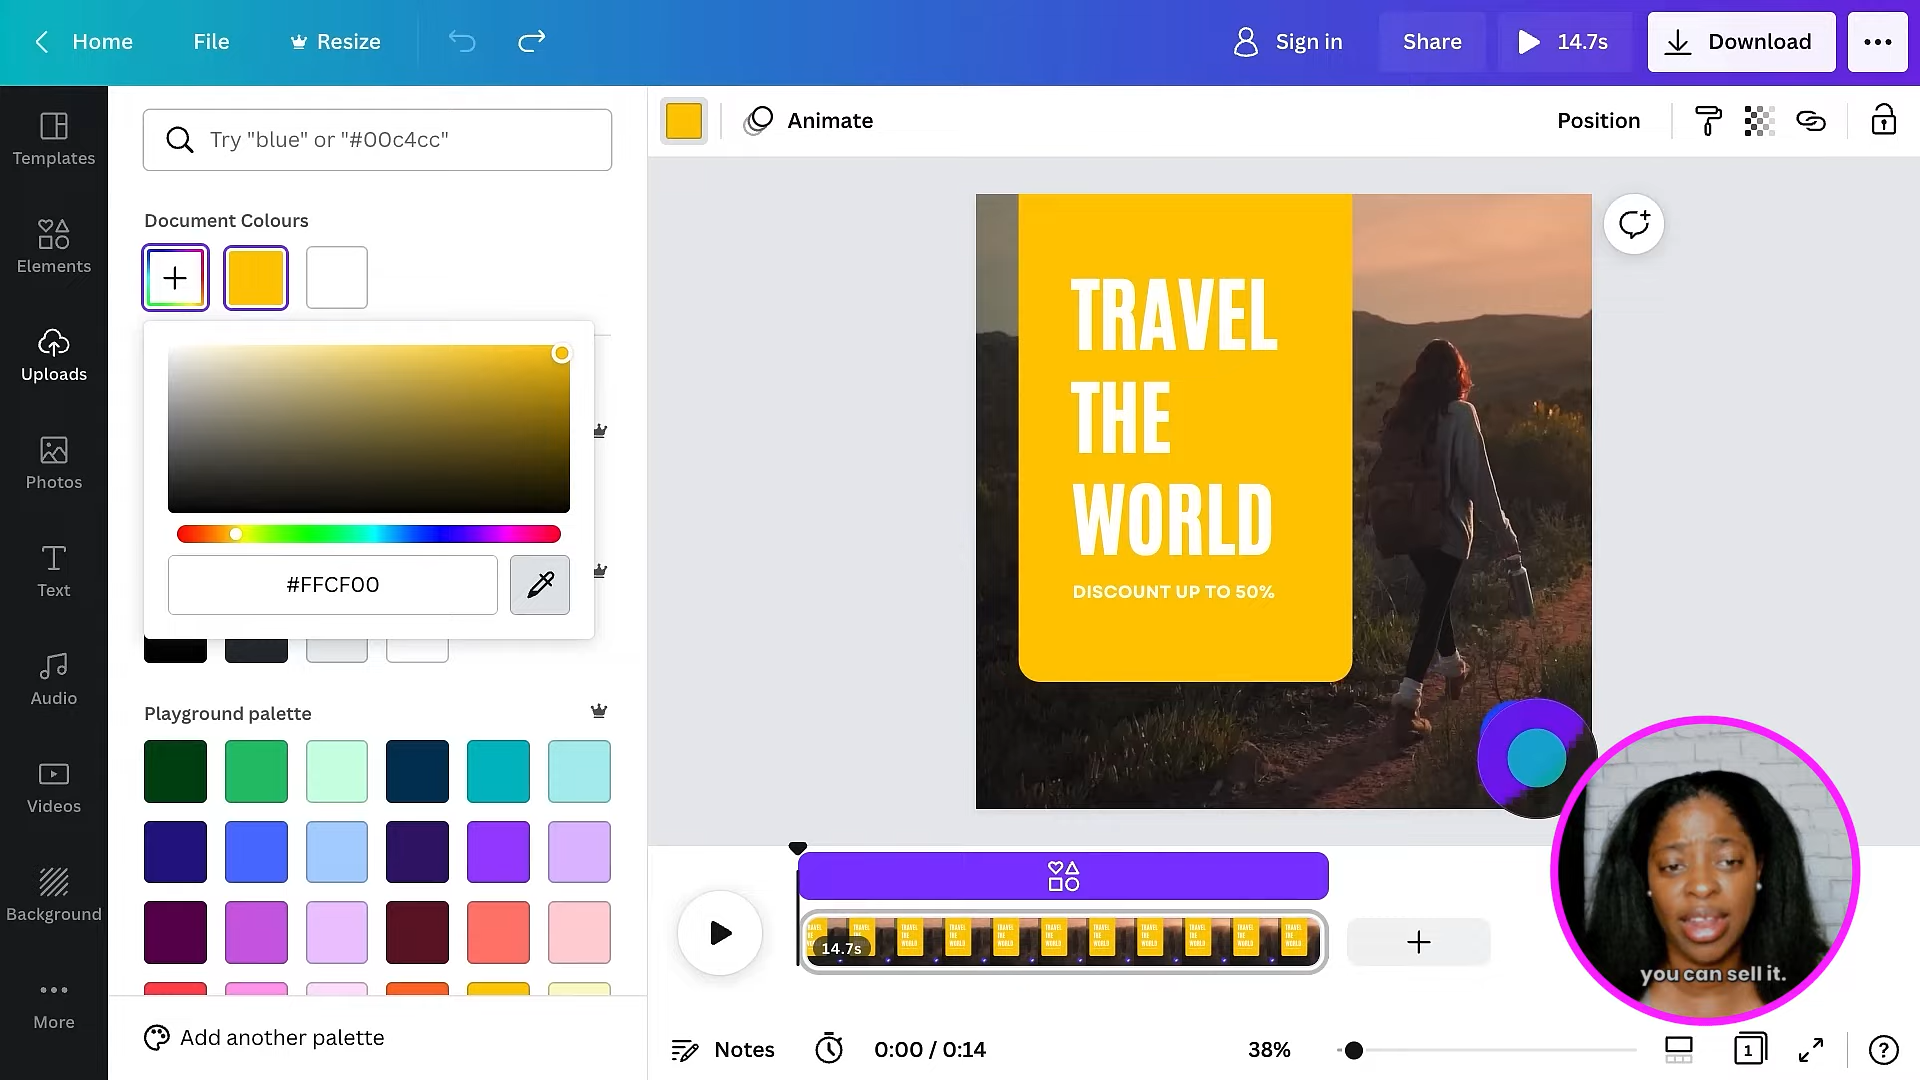 Home
File
Resize
Sign in
Share
14.7s
Download
Templates
Elements
Uploads
Photos
Text
Audio
Videos
Background
More
Try "blue" or "#00c4cc"
Document Colours
#FFCF00
Playground palette
Add another palette
Animate
Position
TRAVEL
THE
WORLD
DISCOUNT UP TO 50%
14.7s
you can sell it.
Notes
0:00 / 0:14
38%
1